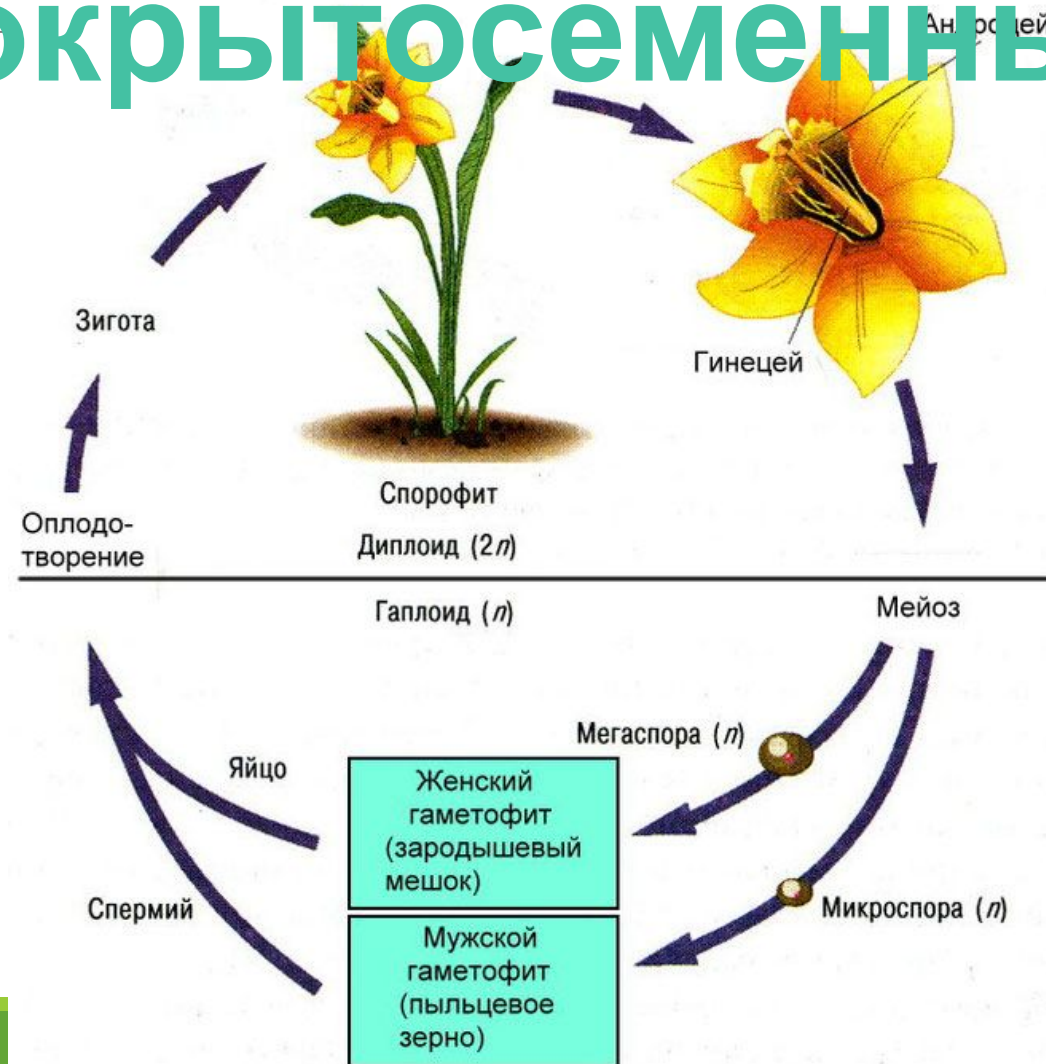 окрытосеменны
Андроцей
Зигота
Гинецей
Спорофит
Оплодо-
творение
Диплоид (2n)
Гаплоид (n)
Мейоз
Мегаспора (n)
Яйцо
Женский
гаметофит
(зародышевый
мешок)
Спермий
Микроспора (n)
Мужской
гаметофит
(пыльцевое
зерно)